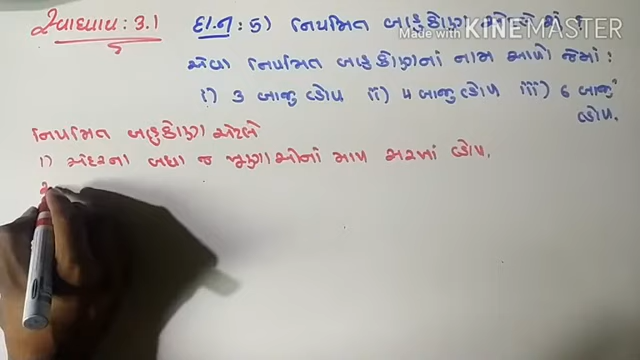 સ્વાધ્યાય : 3.1 દા.ન : 5) નિયમિત બહુકોણ એટલે શું ?
એવા નિયમિત બહુકોણનાં નામ આપો જેમાં :
i) 3 બાજુ હોય ii) 4 બાજુ હોય iii) 6 બાજુ
હોય.
નિયમિત બહુકોણ એટલે
1) અંદરના બધા જ ખુણાઓનાં માપ સરખાં હોય.
Made with KINEMASTER